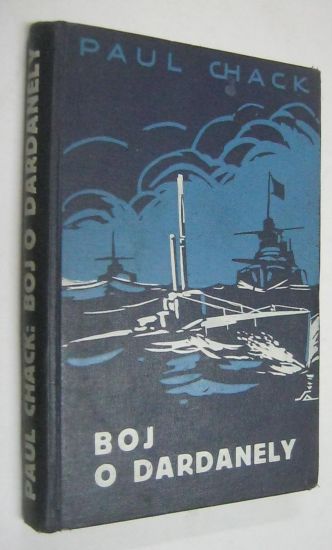 PAUL CHACK
BOJ
O DARDANELY
PAUL CHACK: BOJ O DARDANELY